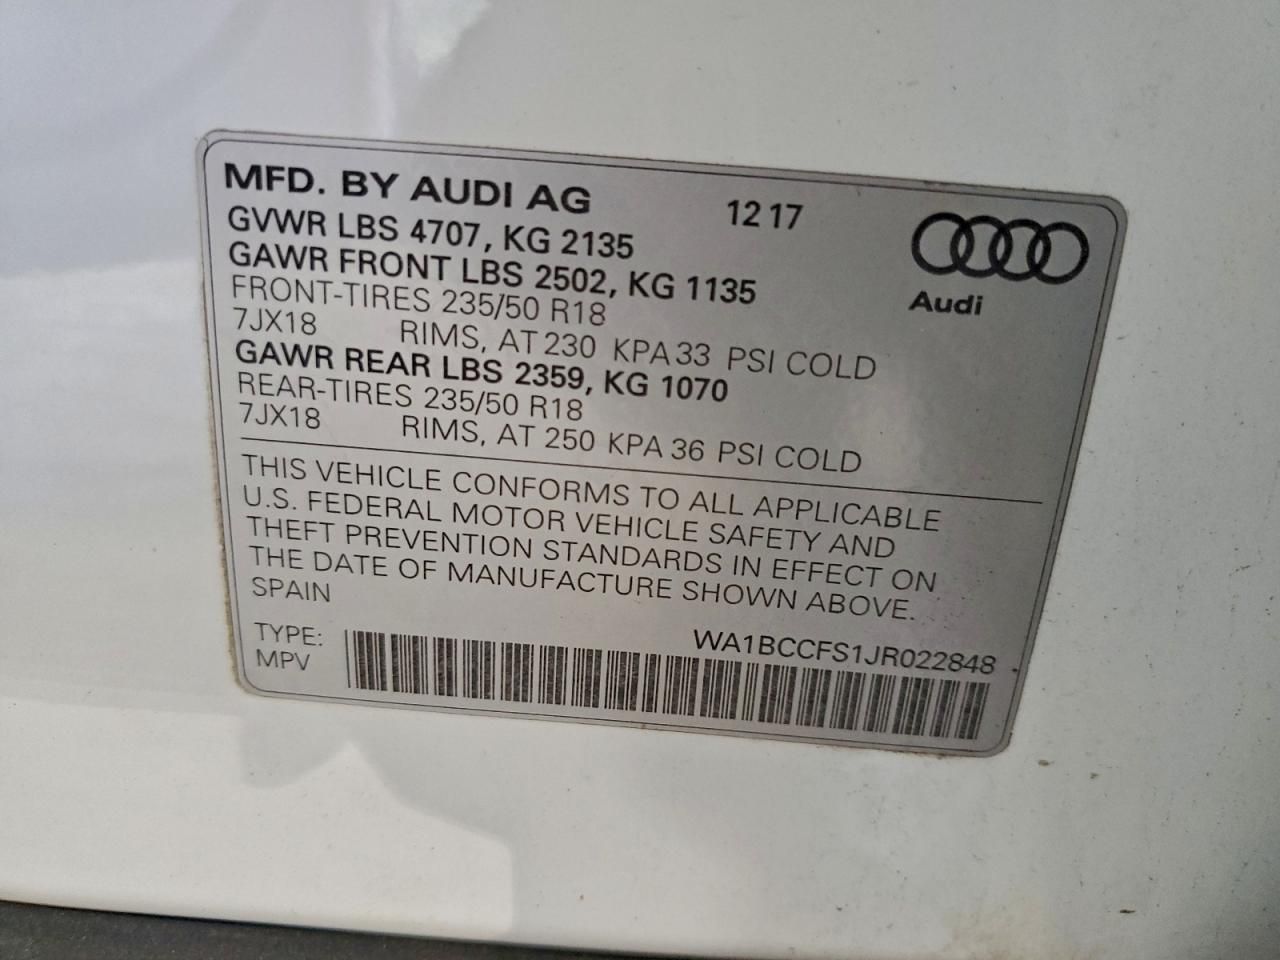 MFD. BY AUDI AG 12 17
GVWR LBS 4707, KG 2135
GAWR FRONT LBS 2502, KG 1135
FRONT-TIRES 235/50 R18
7JX18 RIMS, AT 230 KPA 33 PSI COLD
GAWR REAR LBS 2359, KG 1070
REAR-TIRES 235/50 R18
7JX18 RIMS, AT 250 KPA 36 PSI COLD
Audi
THIS VEHICLE CONFORMS TO ALL APPLICABLE
U.S. FEDERAL MOTOR VEHICLE SAFETY AND
THEFT PREVENTION STANDARDS IN EFFECT ON
THE DATE OF MANUFACTURE SHOWN ABOVE.
SPAIN
WA1BCCFS1JR022848
TYPE:
MPV